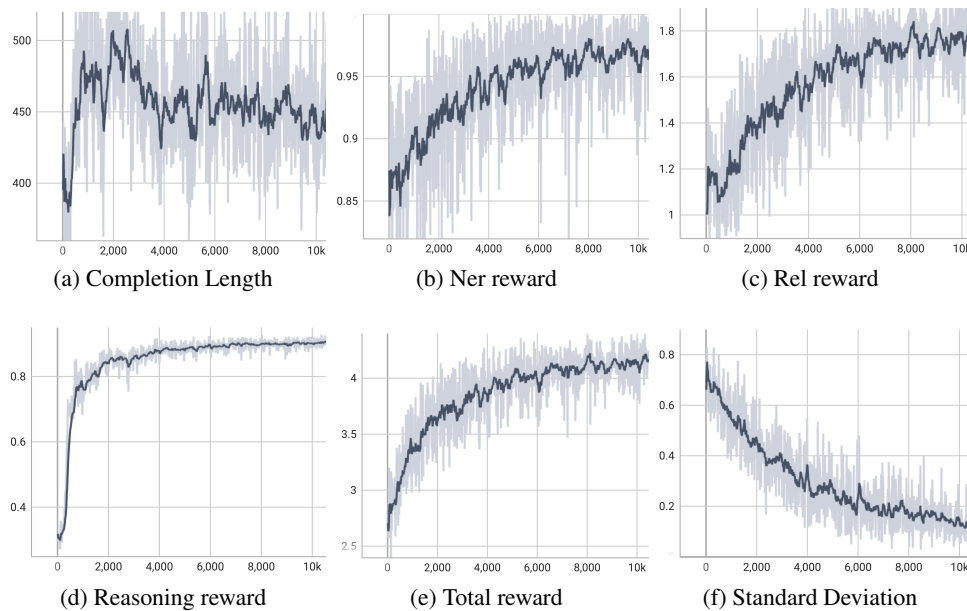 500
450
400
0 2,000 4,000 6,000 8,000 10k
(a) Completion Length
0.95
0.9
0.85
0 2,000 4,000 6,000 8,000 10k
(b) Ner reward
1.8
1.6
1.4
1.2
1
0 2,000 4,000 6,000 8,000 10k
(c) Rel reward
0.8
0.6
0.4
0 2,000 4,000 6,000 8,000 10k
(d) Reasoning reward
4
3.5
3
2.5
0 2,000 4,000 6,000 8,000 10k
(e) Total reward
0.8
0.6
0.4
0.2
0 2,000 4,000 6,000 8,000 10k
(f) Standard Deviation